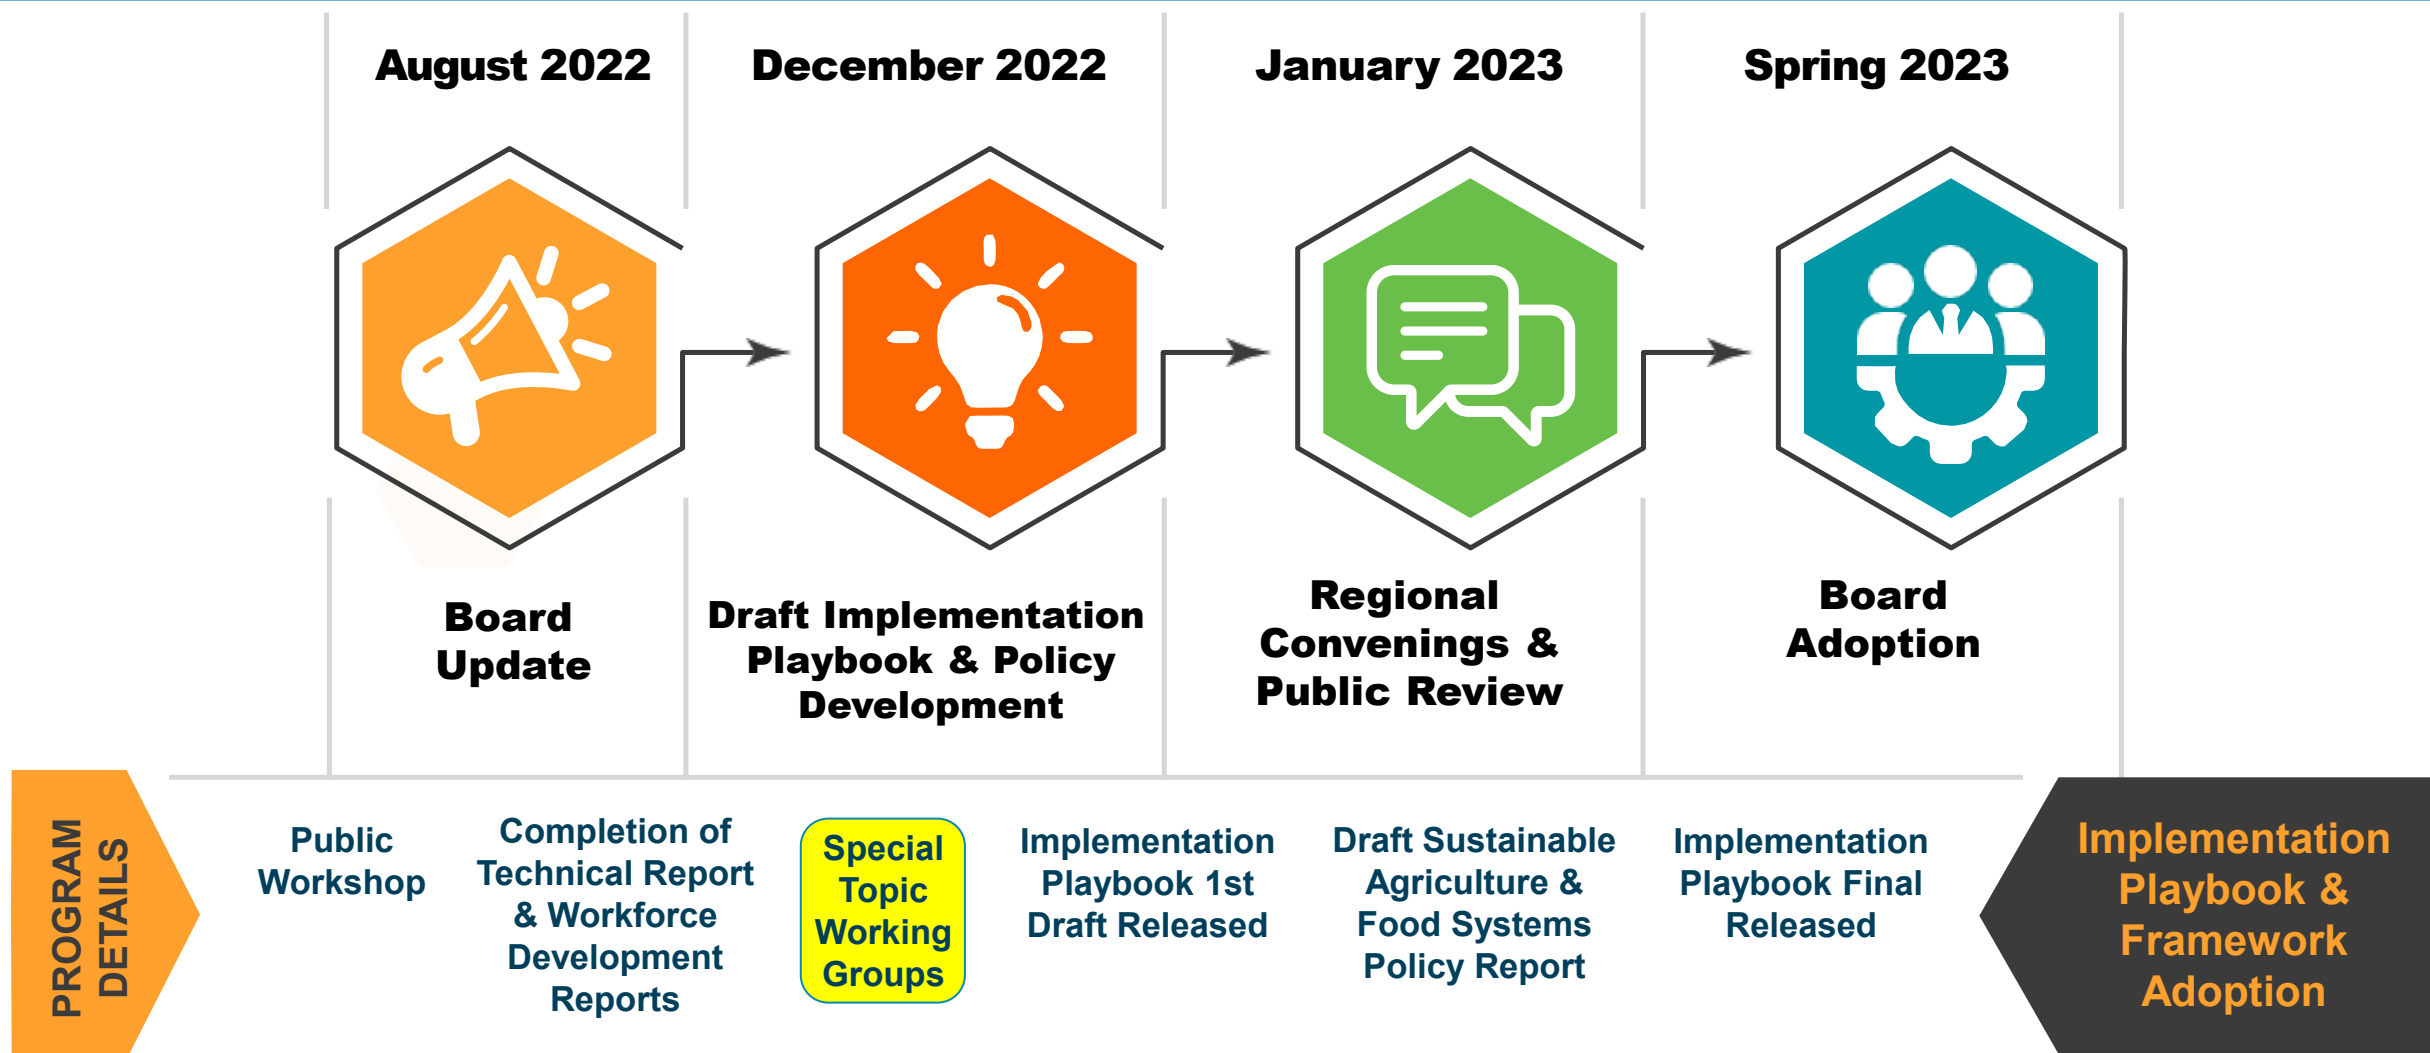 August 2022
December 2022
January 2023
Spring 2023
Board
Update
Draft Implementation
Playbook & Policy
Development
Regional
Convenings &
Public Review
Board
Adoption
PROGRAM
DETAILS
Public
Workshop
Completion of
Technical Report
& Workforce
Development
Reports
Special
Topic
Working
Groups
Implementation
Playbook 1st
Draft Released
Draft Sustainable
Agriculture &
Food Systems
Policy Report
Implementation
Playbook Final
Released
Implementation
Playbook &
Framework
Adoption